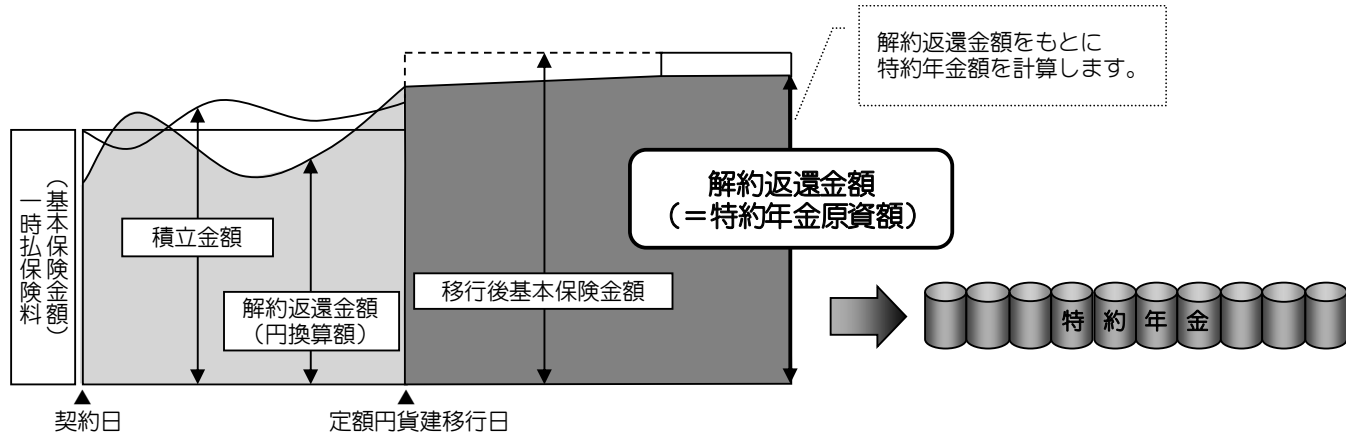 解約返還金額をもとに
特約年金額を計算します。
（基本保険金額）
一時払保険料
積立金額
解約返還金額
（円換算額）
移行後基本保険金額
解約返還金額
（＝特約年金原資額）
特約年金
▲
契約日
▲
定額円貨建移行日